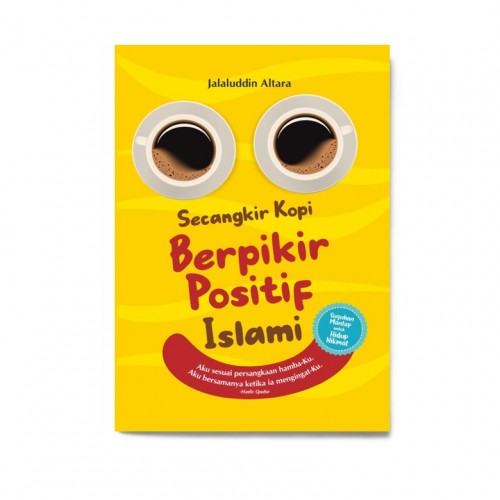 Jalaluddin Altara
Secangkir Kopi
Berpikir
Positif
Islami
Suguhan
Mantap
untuk
Hidup
Nikmat
Aku sesuai persangkaan hamba-Ku.
Aku bersamanya ketika ia mengingat-Ku.
-Hadis Qudsi-